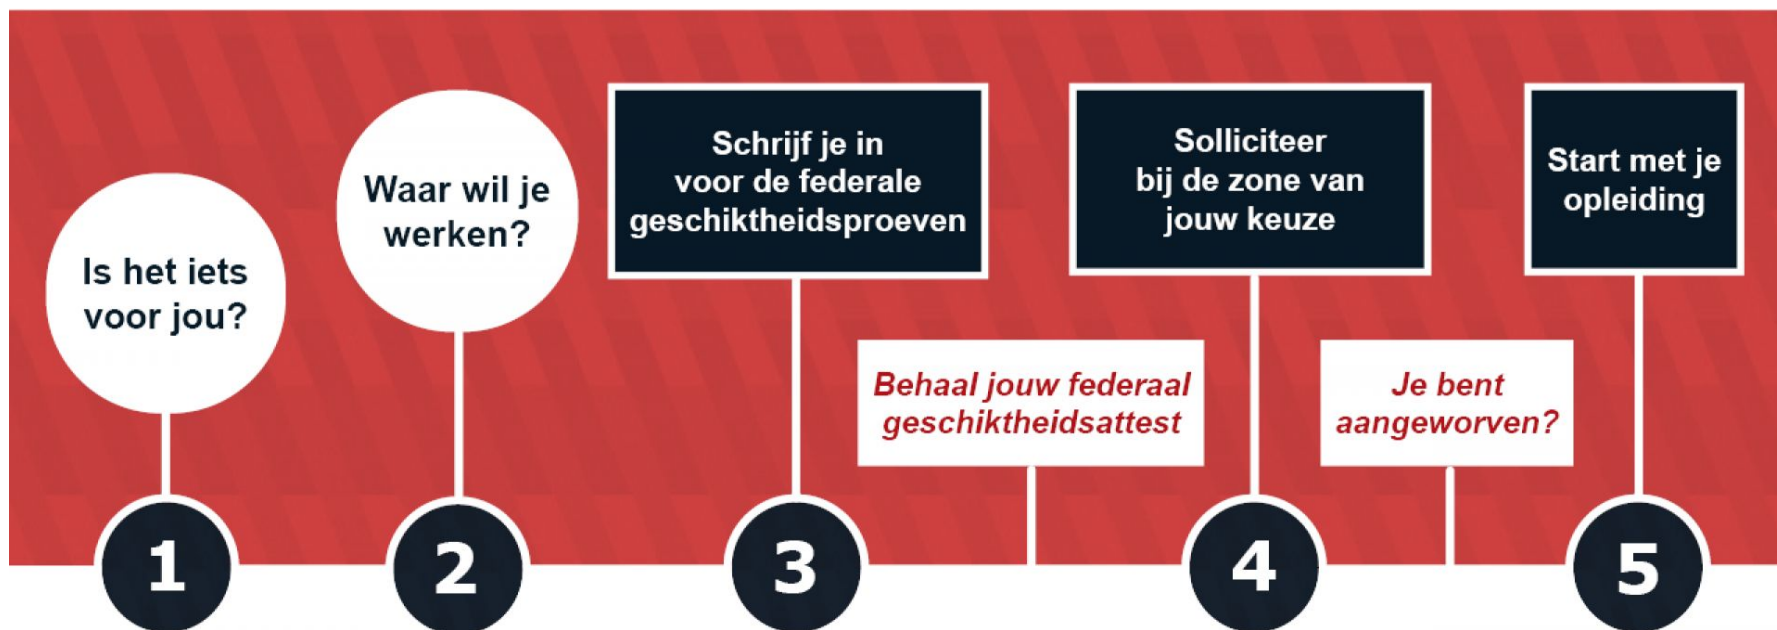 Is het iets
voor jou?
Waar wil je
werken?
Schrijf je in
voor de federale
geschiktheidsproeven
Behaal jouw federaal
geschiktheidsattest
Solliciteer
bij de zone van
jouw keuze
Je bent
aangeworven?
Start met je
opleiding
1
2
3
4
5